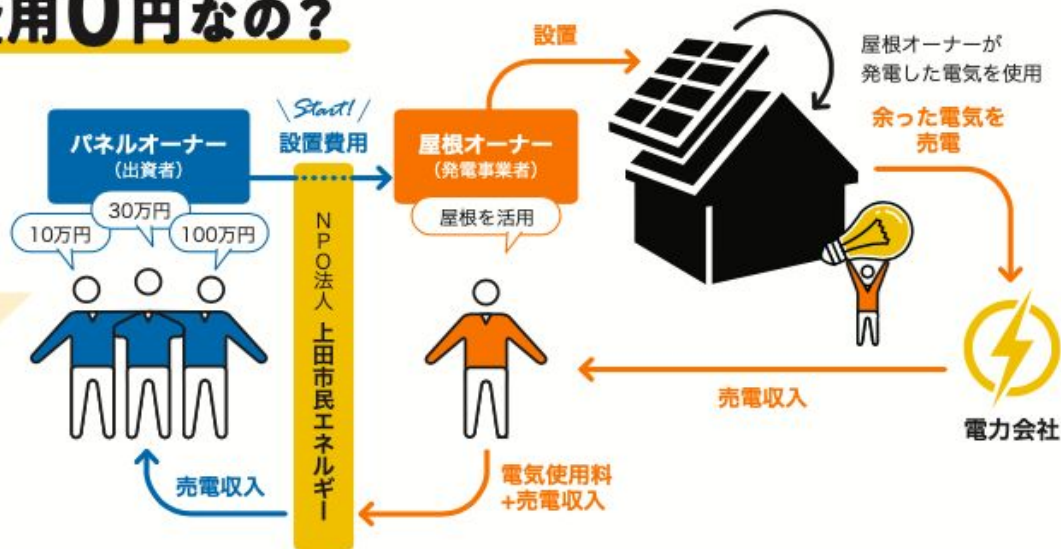 用0円なの?
Start!
設置費用
設置
屋根オーナーが
発電した電気を使用
余った電気を
売電
パネルオーナー
(出資者)
屋根オーナー
(発電事業者)
10万円
30万円
100万円
屋根を活用
NPO法人 上田市民エネルギー
売電収入
電力会社
売電収入
電気使用料
+売電収入